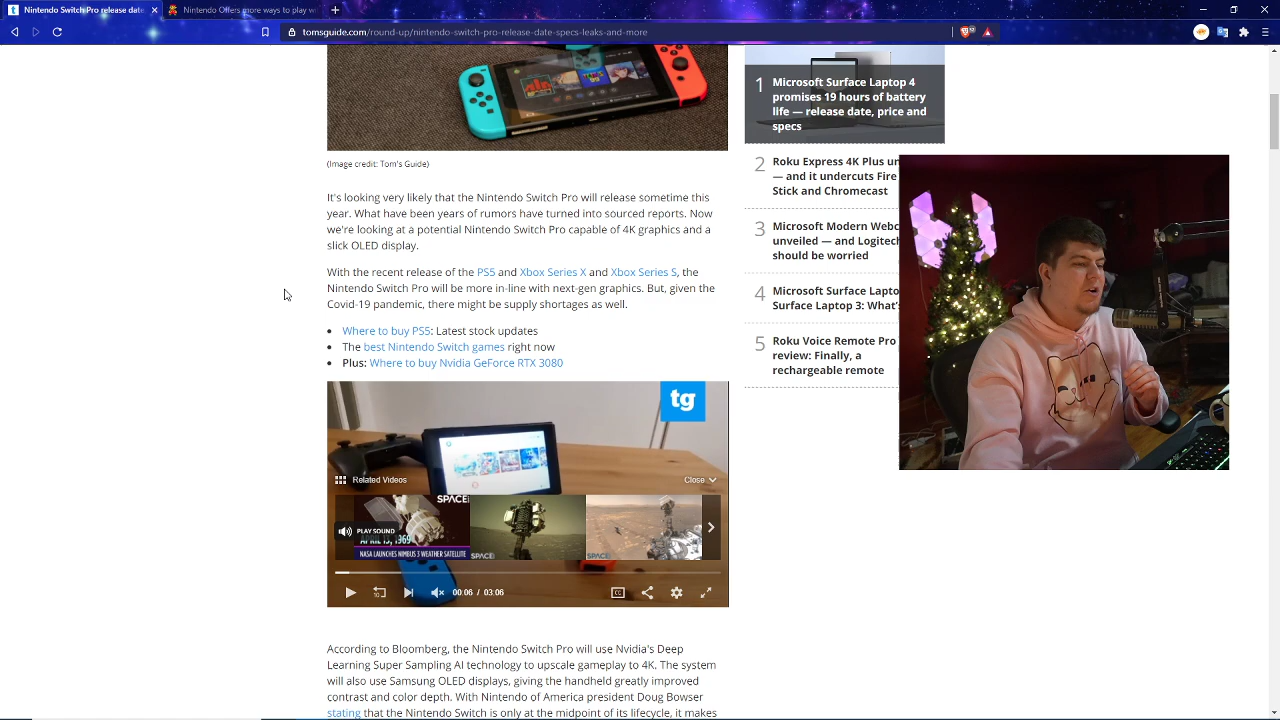 Nintendo Switch Pro release date
Nintendo Offers more ways to play w
tomsguide.com/round-up/nintendo-switch-pro-release-date-specs-leaks-and-more
(Image credit: Tom's Guide)
It's looking very likely that the Nintendo Switch Pro will release sometime this
year. What have been years of rumors have turned into sourced reports. Now
we're looking at a potential Nintendo Switch Pro capable of 4K graphics and a
slick OLED display.
With the recent release of the PS5 and Xbox Series X and Xbox Series S, the
Nintendo Switch Pro will be more in-line with next-gen graphics. But, given the
Covid-19 pandemic, there might be supply shortages as well.
• Where to buy PS5: Latest stock updates
• The best Nintendo Switch games right now
• Plus: Where to buy Nvidia GeForce RTX 3080
tg
Related Videos
Close
SPACE
PLAY SOUND
APRIL 13, 1969
NASA LAUNCHES NIMBUS 3 WEATHER SATELLITE
SPACE
SPACE
10
00:06 / 03:06
CC
According to Bloomberg, the Nintendo Switch Pro will use Nvidia's Deep
Learning Super Sampling AI technology to upscale gameplay to 4K. The system
will also use Samsung OLED displays, giving the handheld greatly improved
contrast and color depth. With Nintendo of America president Doug Bowser
stating that the Nintendo Switch is only at the midpoint of its lifecycle, it makes
1
Microsoft Surface Laptop 4
promises 19 hours of battery
life — release date, price and
specs
2
Roku Express 4K Plus un
— and it undercuts Fire
Stick and Chromecast
3
Microsoft Modern Webc
unveiled — and Logitec
should be worried
4
Microsoft Surface Lapto
Surface Laptop 3: What'
5
Roku Voice Remote Pro
review: Finally, a
rechargeable remote